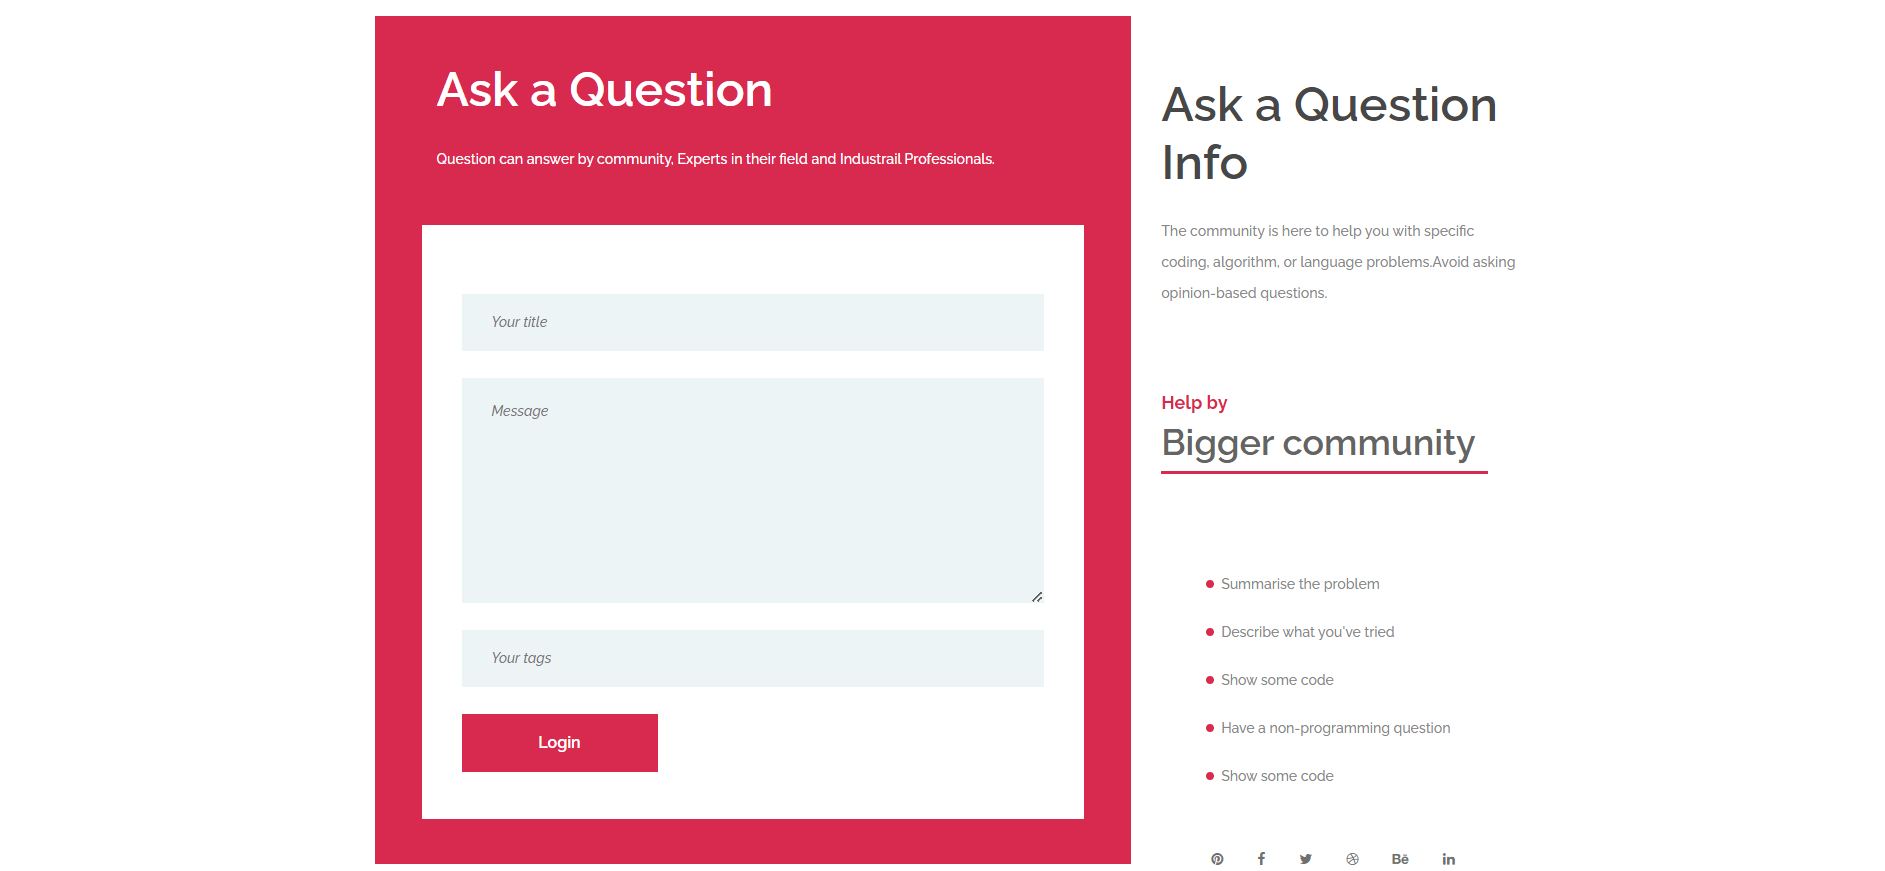 Ask a Question
Question can answer by community, Experts in their field and Industrail Professionals.
Your title
Message
Your tags
Login
Ask a Question
Info
The community is here to help you with specific
coding, algorithm, or language problems.Avoid asking
opinion-based questions.
Help by
Bigger community
Summarise the problem
Describe what you've tried
Show some code
Have a non-programming question
Show some code
Bē